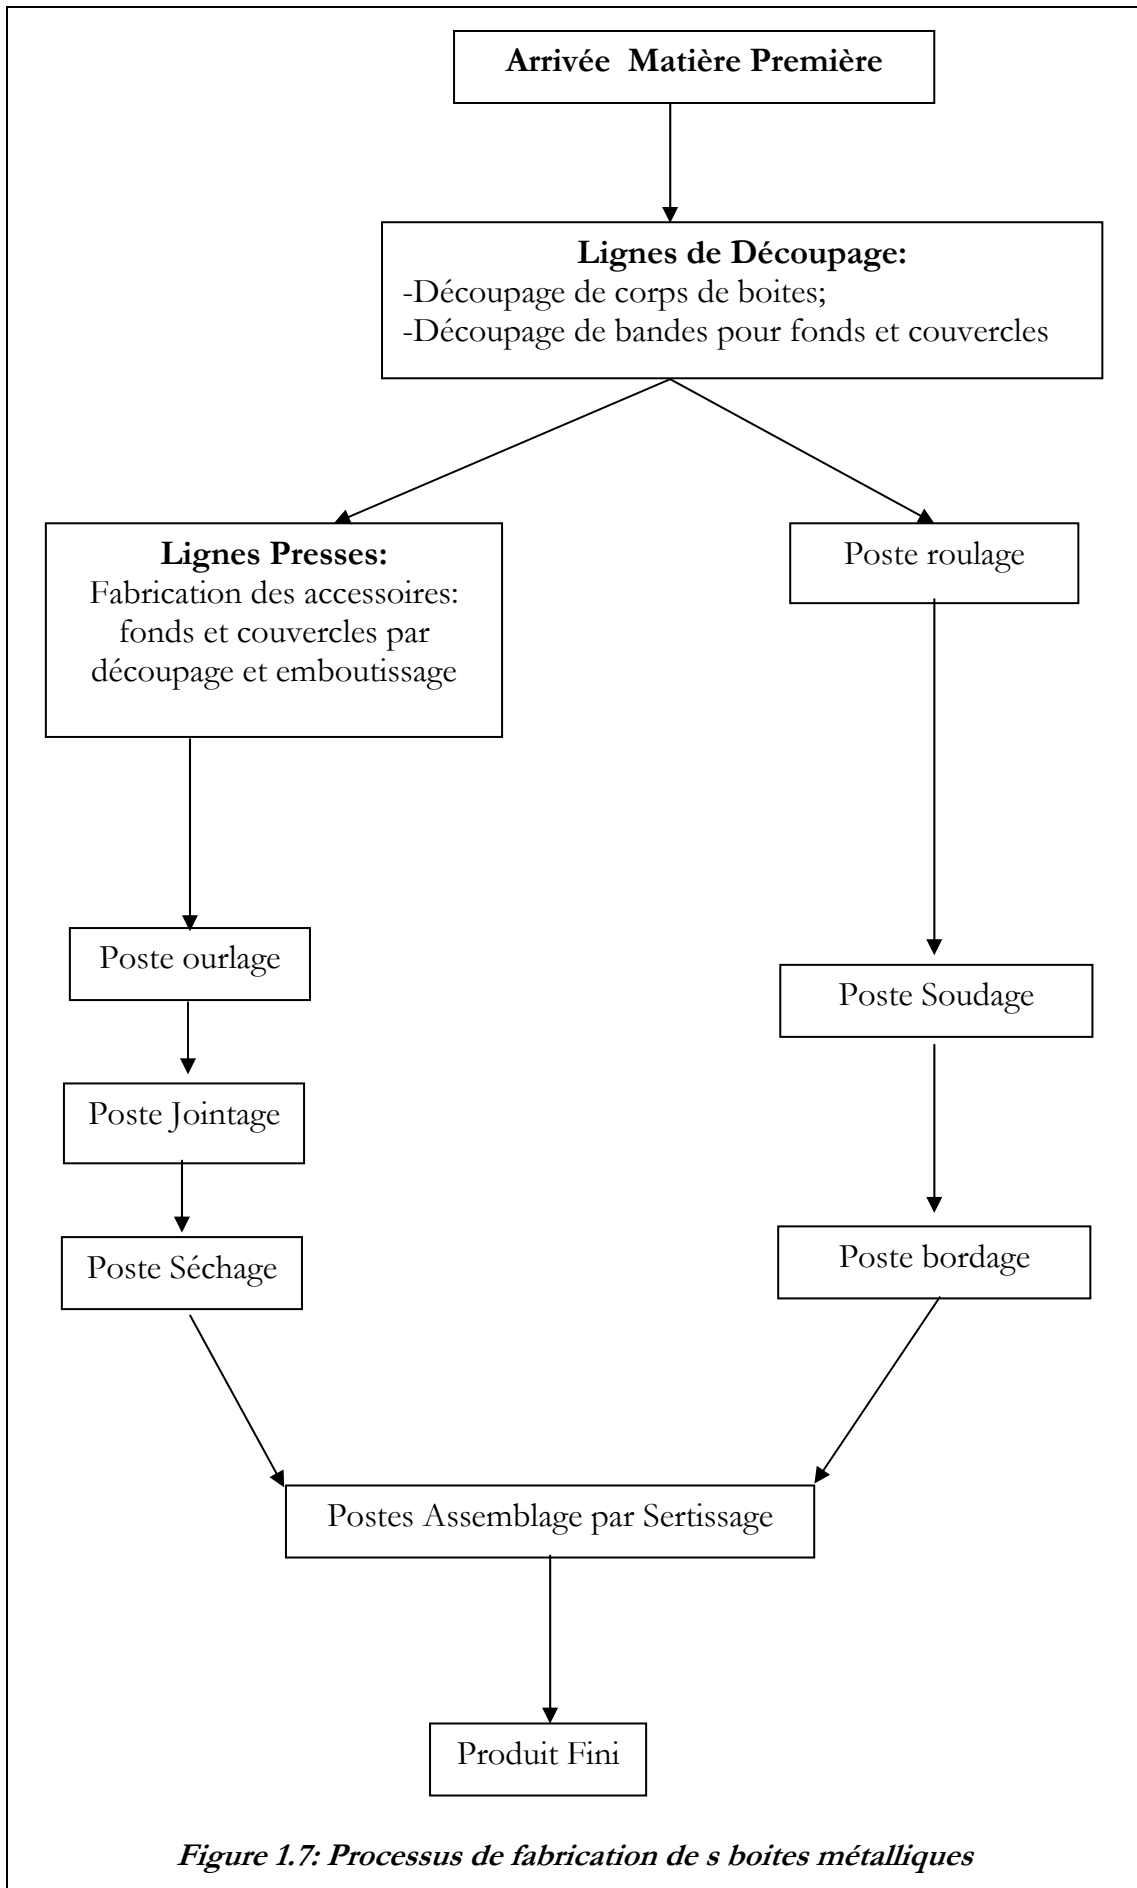 Arrivée Matière Première
Lignes de Découpage:
-Découpage de corps de boites;
-Découpage de bandes pour fonds et couvercles
Lignes Presses:
Fabrication des accessoires:
fonds et couvercles par
découpage et emboutissage
Poste roulage
Poste ourlage
Poste Soudage
Poste Jointage
Poste Séchage
Poste bordage
Postes Assemblage par Sertissage
Produit Fini
Figure 1.7: Processus de fabrication de s boites métalliques